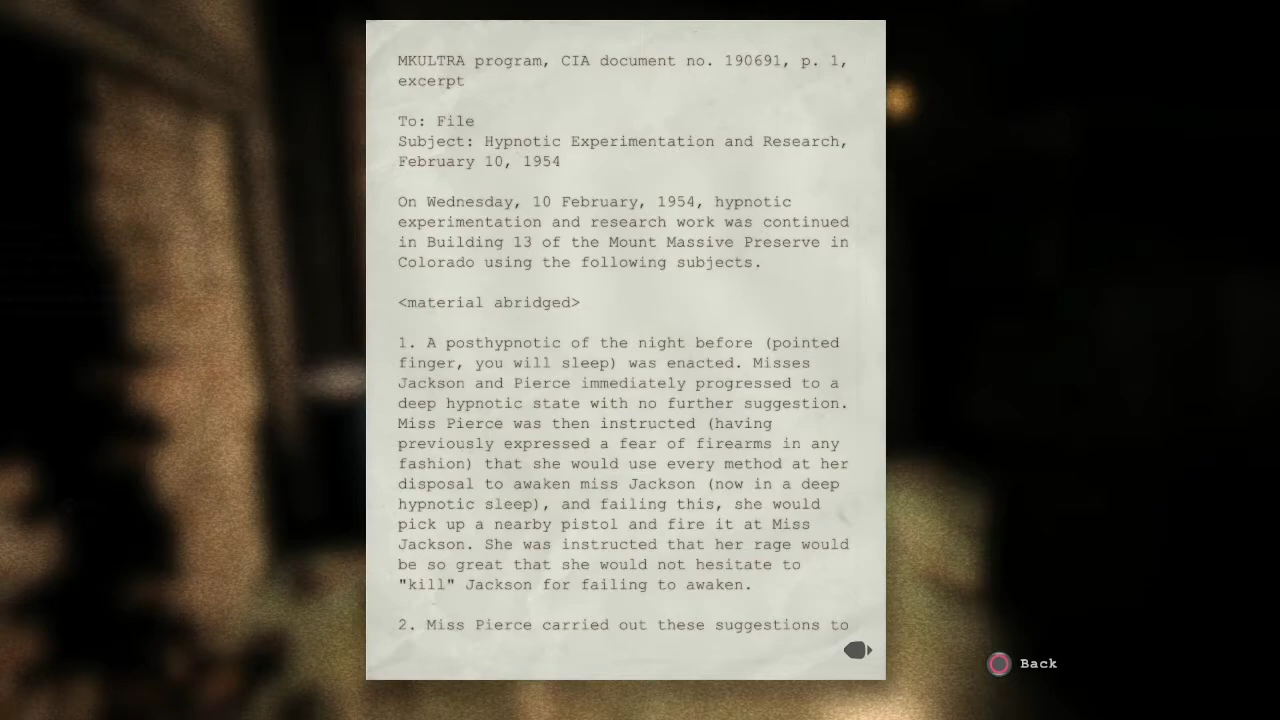 MKULTRA program, CIA document no. 190691, p. 1,
excerpt
To: File
Subject: Hypnotic Experimentation and Research,
February 10, 1954
On Wednesday, 10 February, 1954, hypnotic
experimentation and research work was continued
in Building 13 of the Mount Massive Preserve in
Colorado using the following subjects.
<material abridged>
1. A posthypnotic of the night before (pointed
finger, you will sleep) was enacted. Misses
Jackson and Pierce immediately progressed to a
deep hypnotic state with no further suggestion.
Miss Pierce was then instructed (having
previously expressed a fear of firearms in any
fashion) that she would use every method at her
disposal to awaken miss Jackson (now in a deep
hypnotic sleep), and failing this, she would
pick up a nearby pistol and fire it at Miss
Jackson. She was instructed that her rage would
be so great that she would not hesitate to
"kill" Jackson for failing to awaken.
2. Miss Pierce carried out these suggestions to
Back